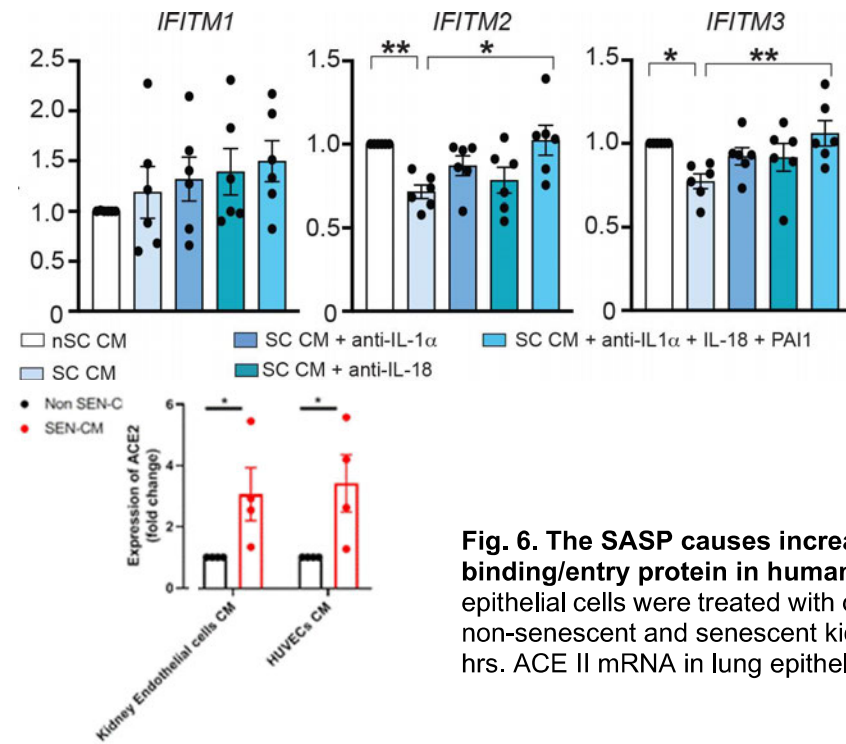 IFITM1
IFITM2
IFITM3
2.5
2.0
1.5
1.0
0.5
0
1.5
1.0
0.5
0
** *
1.5
1.0
0.5
0
* **
nSC CM
SC CM + anti-IL-1α
SC CM + anti-IL1α + IL-18 + PAI1
SC CM
SC CM + anti-IL-18
Non SEN-C
SEN-CM
Expression of ACE2
(fold change)
6
4
2
0
* *
Kidney Endothelial cells CM
HUVECs CM
Fig. 6. The SASP causes increa
binding/entry protein in human
epithelial cells were treated with c
non-senescent and senescent kid
hrs. ACE II mRNA in lung epithel